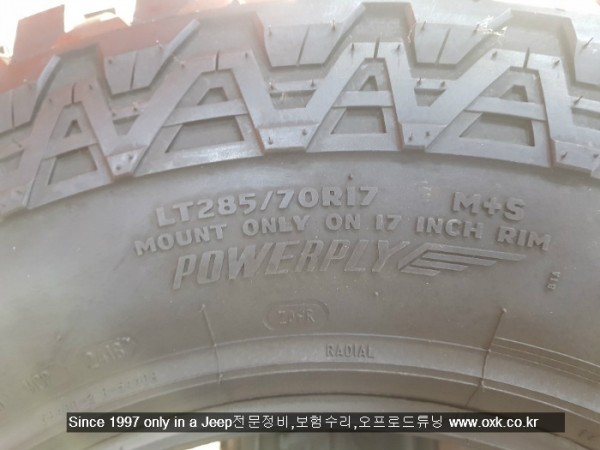 LT285/70R17 M+S
MOUNT ONLY ON 17 INCH RIM
POWERPLY
RADIAL
Since 1997 only in a Jeep전문정비,보험수리,오프로드튜닝 www.oxk.co.kr